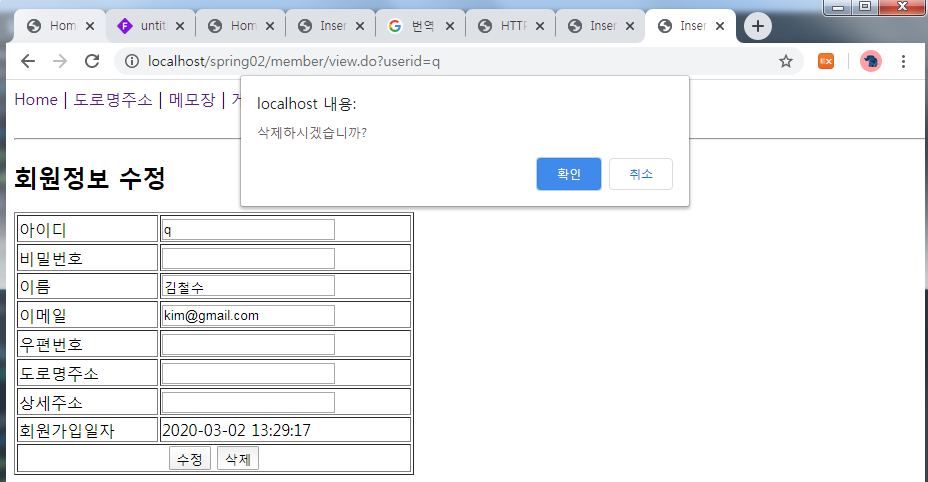 Hom
untit
Hom
Inser
번역
HTTP
Inser
Inser
localhost/spring02/member/view.do?userid=q
Home | 도로명주소 | 메모장 |
localhost 내용:
삭제하시겠습니까?
확인 취소
회원정보 수정
아이디 q
비밀번호
이름 김철수
이메일 kim@gmail.com
우편번호
도로명주소
상세주소
회원가입일자 2020-03-02 13:29:17
수정 삭제